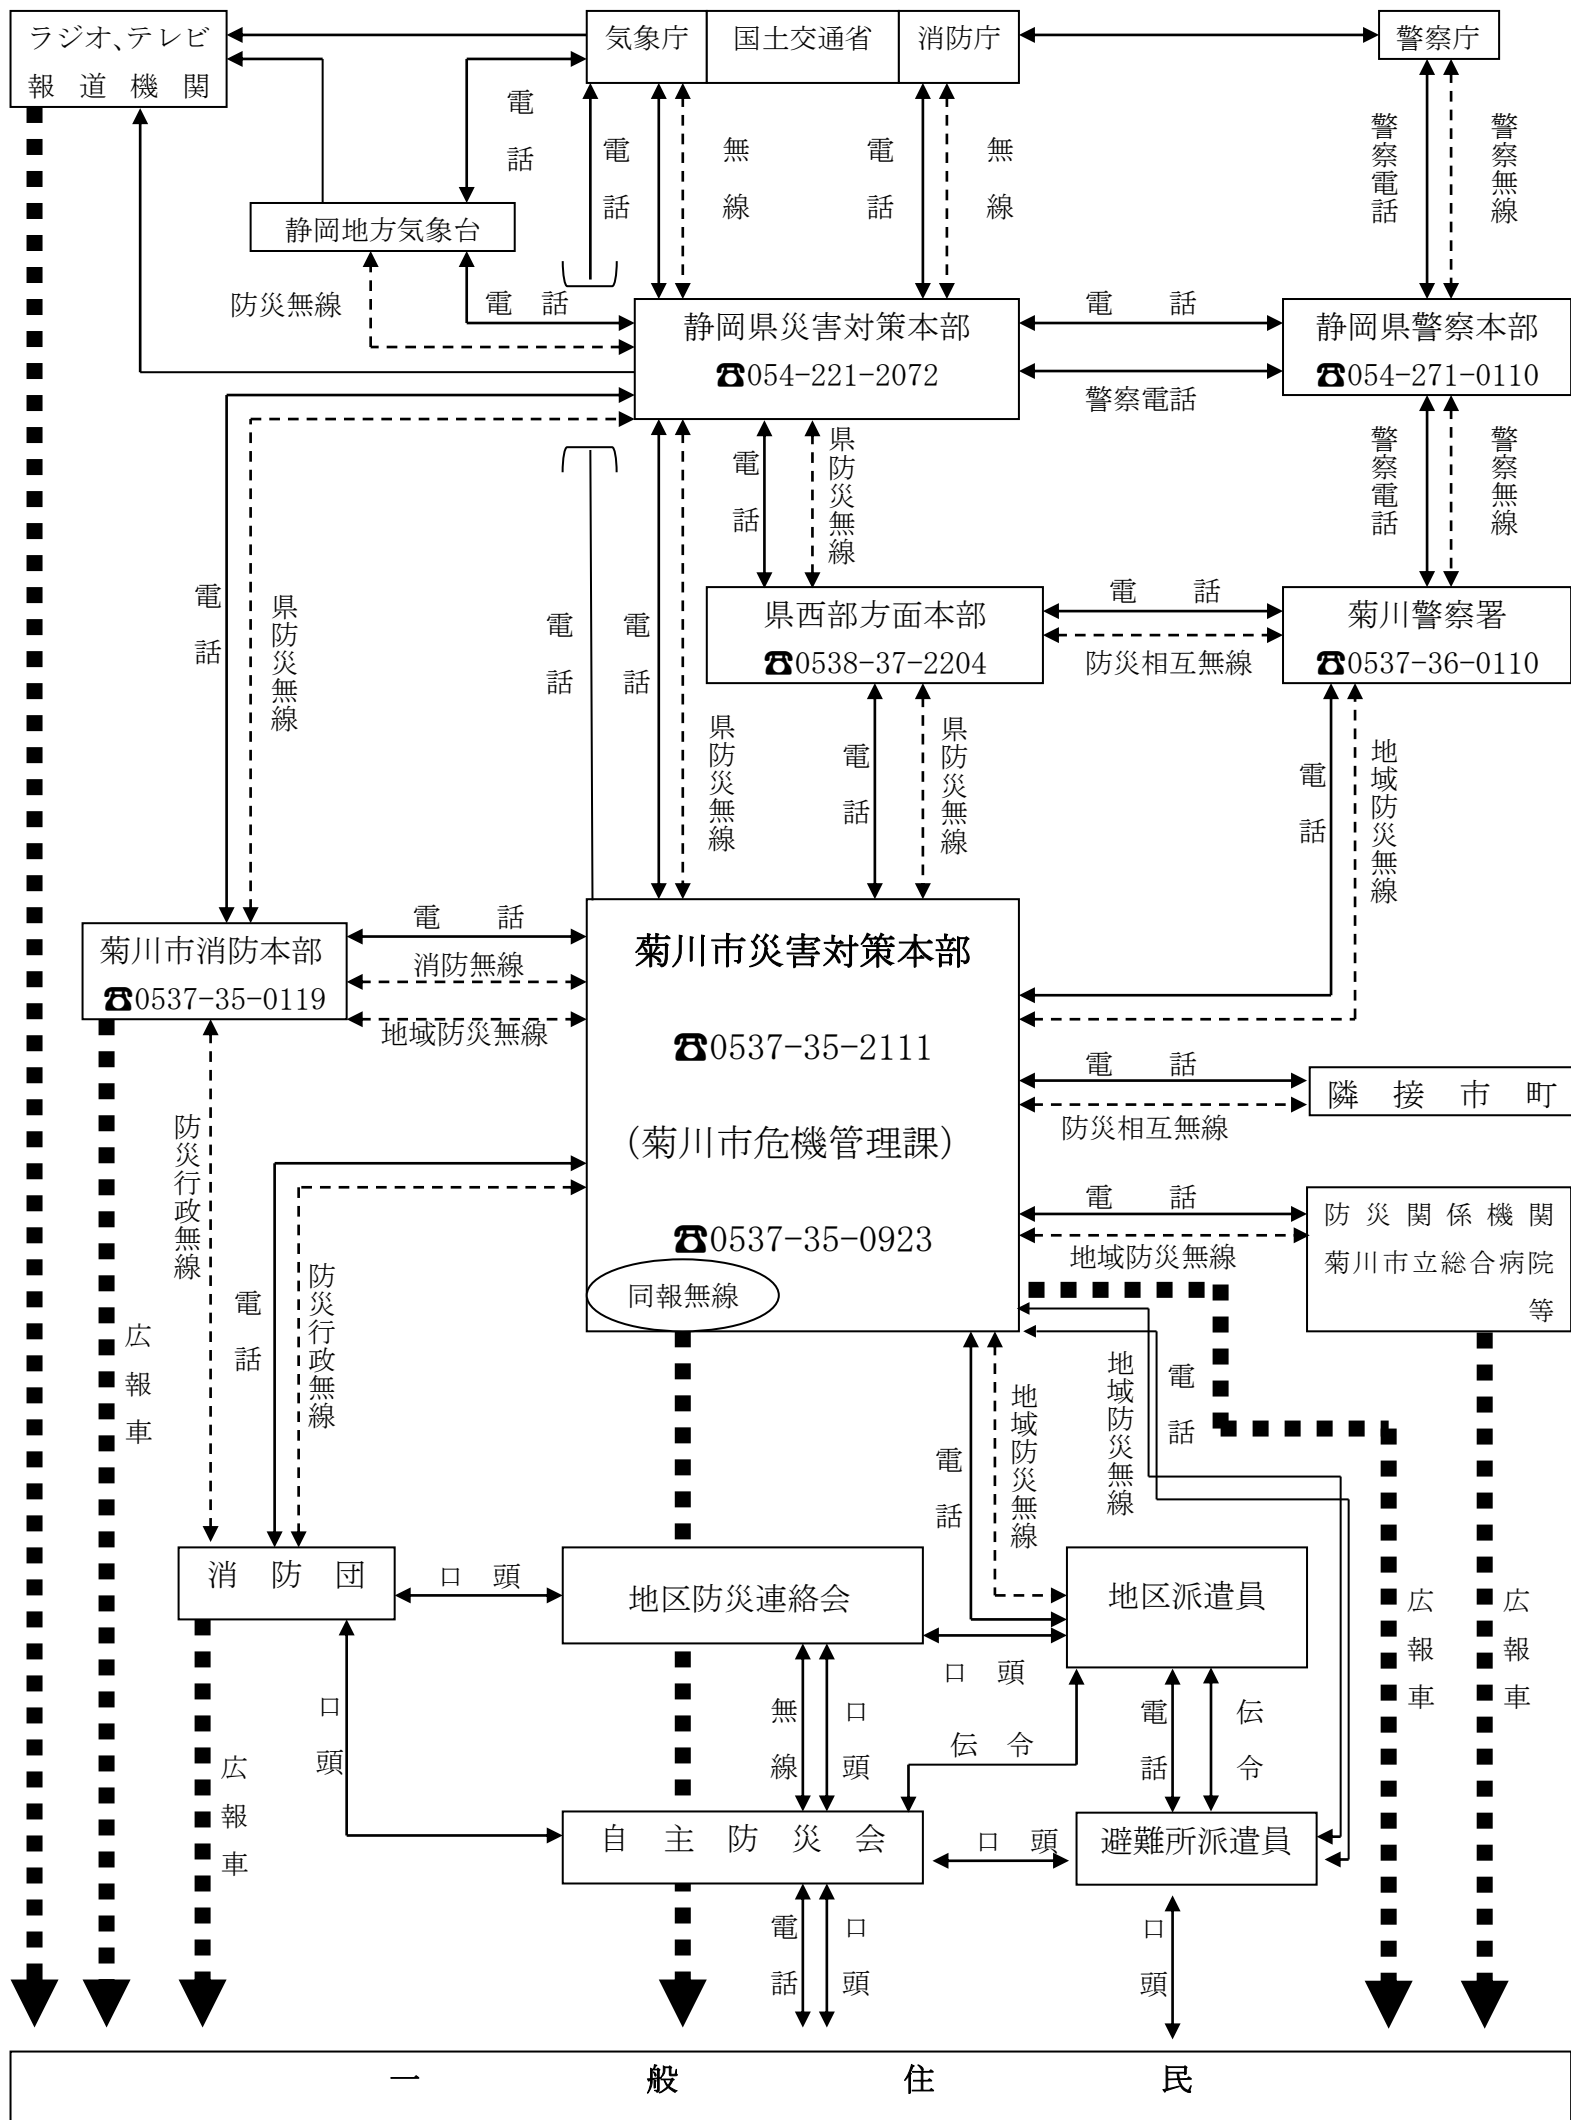 ラジオ、テレビ
報道機関
気象庁
国土交通省
消防庁
警察庁
電話
電話
無線
電話
無線
警察電話
警察無線
静岡地方気象台
防災無線
電話
静岡県災害対策本部
☎054-221-2072
電話
警察電話
静岡県警察本部
☎054-271-0110
電話
県防災無線
警察電話
警察無線
電話
県防災無線
電話
電話
県防災無線
県西部方面本部
☎0538-37-2204
電話
防災相互無線
菊川警察署
☎0537-36-0110
電話
県防災無線
電話
地域防災無線
菊川市消防本部
☎0537-35-0119
電話
消防無線
地域防災無線
菊川市災害対策本部
☎0537-35-2111
(菊川市危機管理課)
☎0537-35-0923
同報無線
電話
防災相互無線
隣接市町
電話
地域防災無線
防災関係機関
菊川市立総合病院
等
防災行政無線
電話
防災行政無線
広報車
電話
地域防災無線
地域防災無線
電話
消防団
口頭
地区防災連絡会
口頭
地区派遣員
広報車
広報車
口頭
広報車
無線
口頭
伝令
電話
伝令
自主防災会
口頭
避難所派遣員
電話
口頭
口頭
一般住民